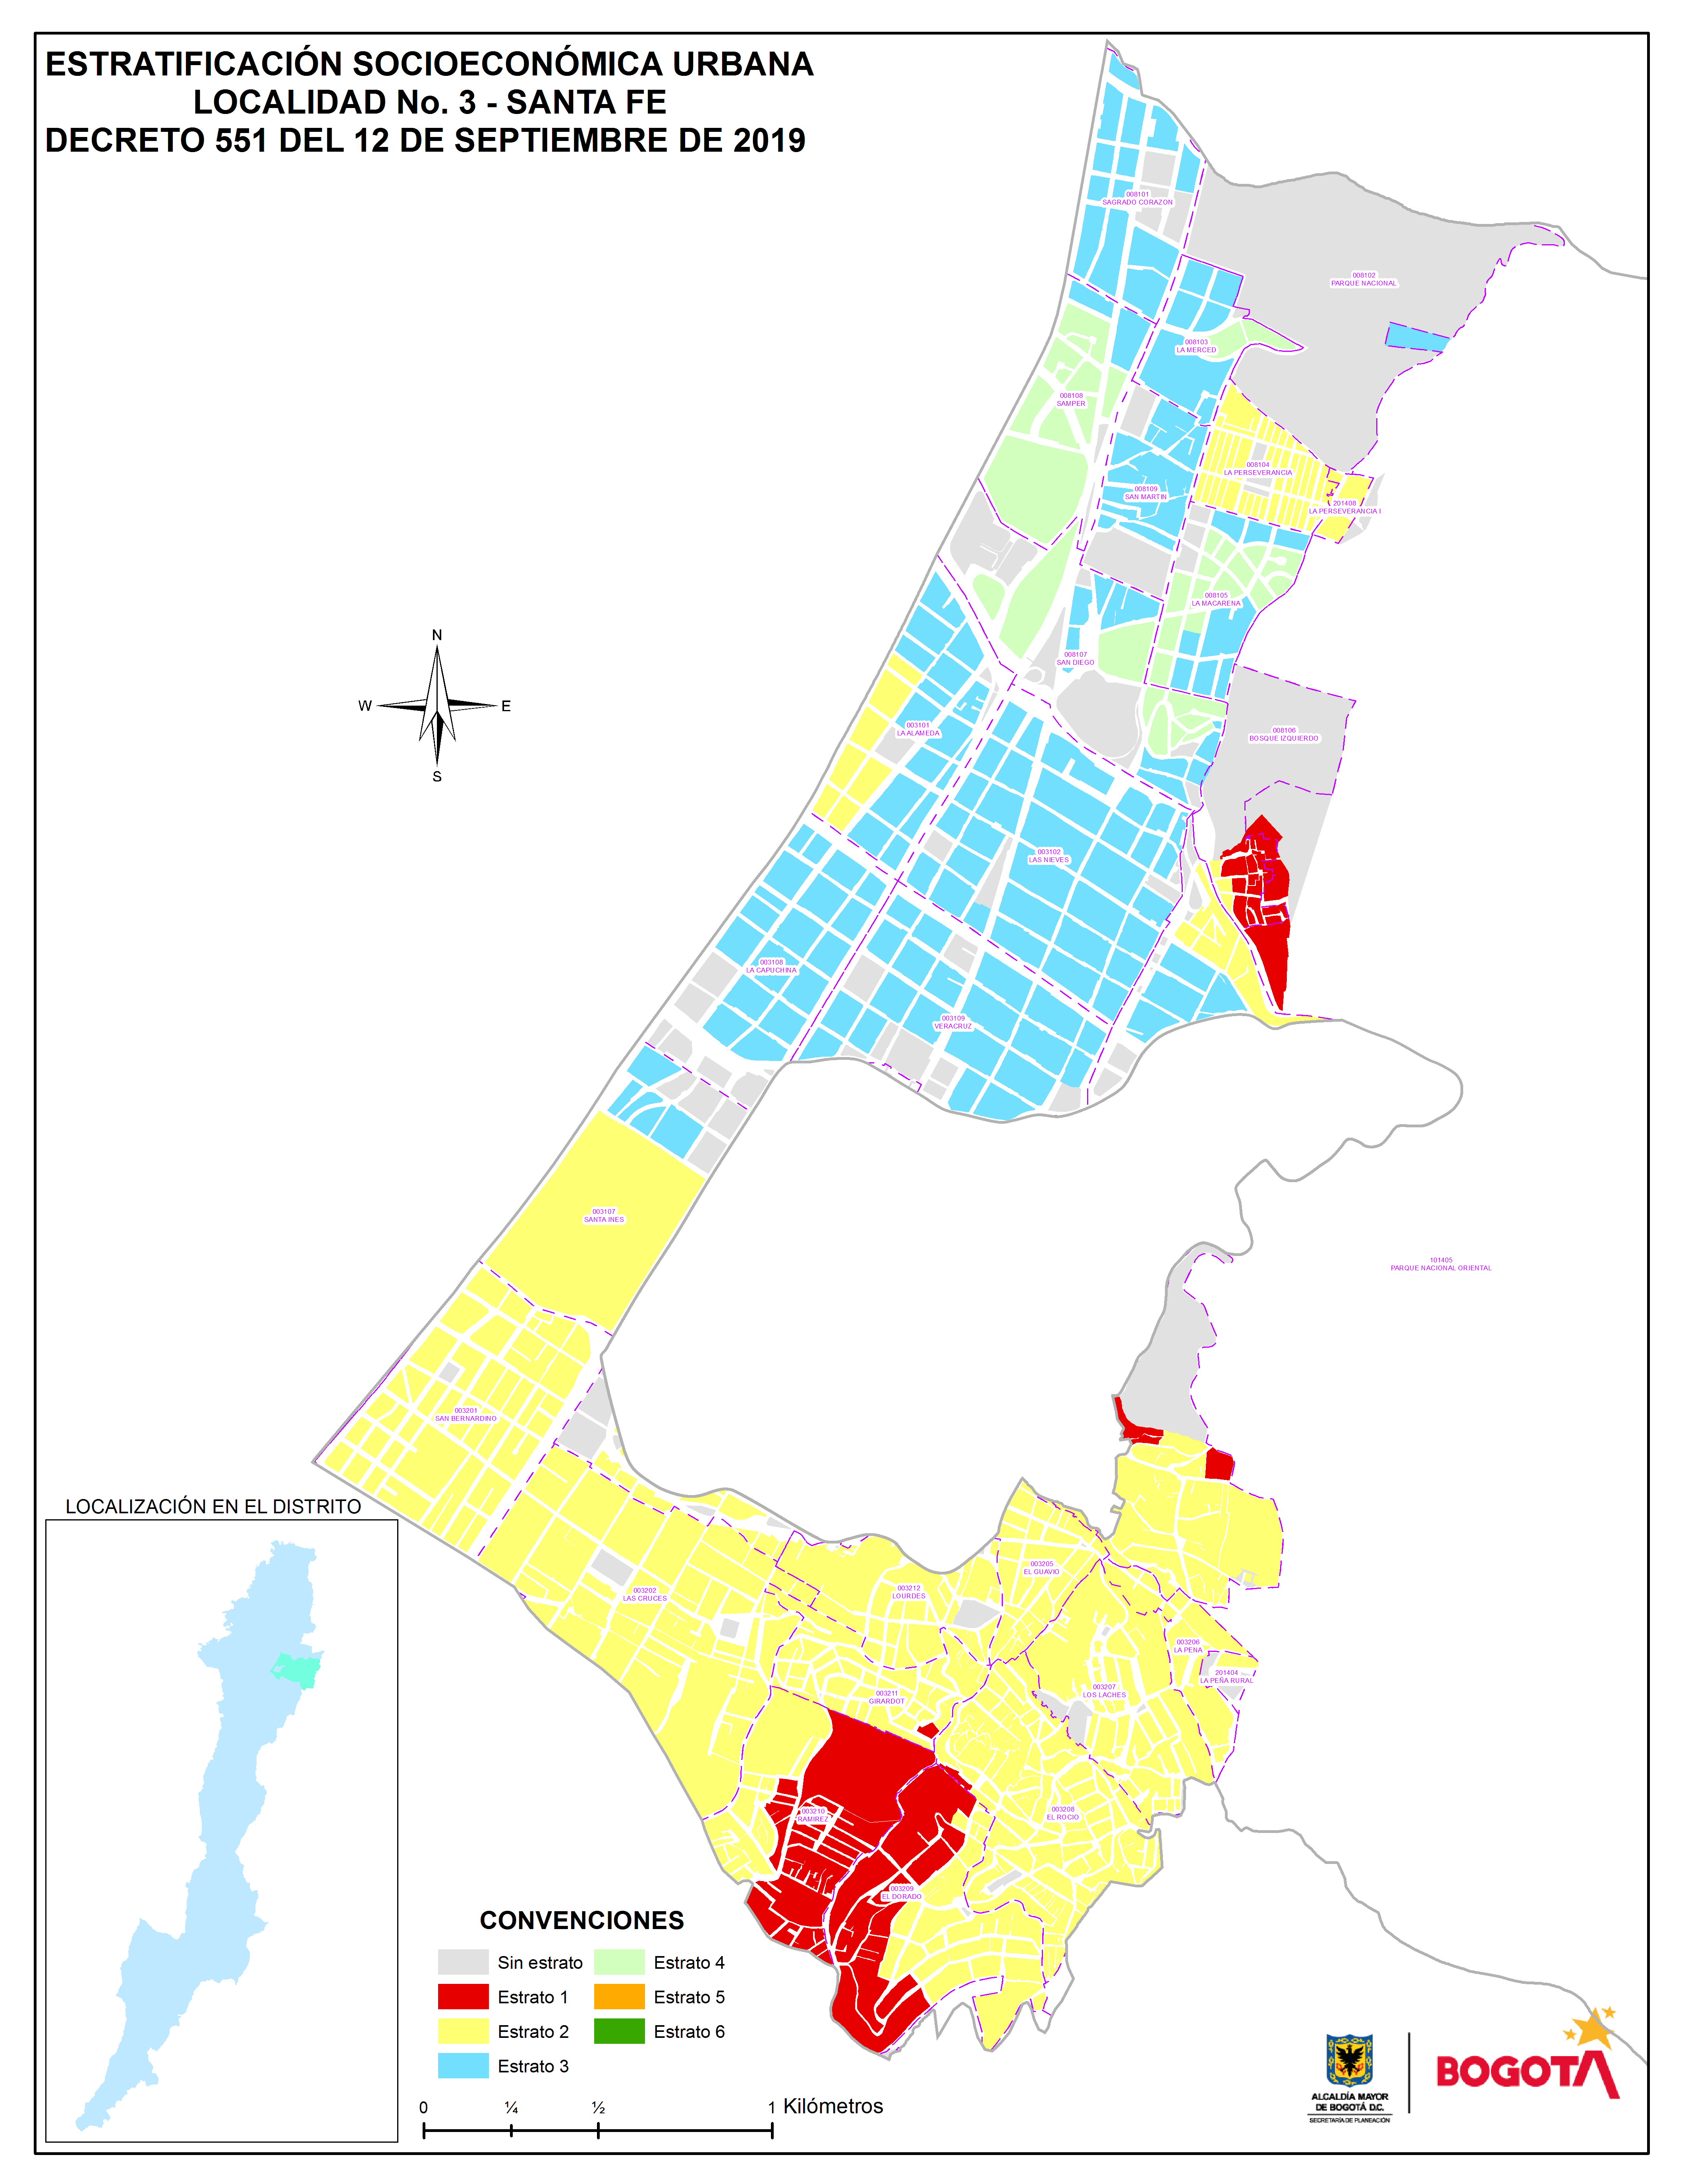 ESTRATIFICACIÓN SOCIOECONÓMICA URBANA
LOCALIDAD No. 3 - SANTA FE
DECRETO 551 DEL 12 DE SEPTIEMBRE DE 2019
008101
SAGRADO CORAZON
008102
PARQUE NACIONAL
008103
LA MERCED
008108
SAMPER
008104
LA PERSEVERANCIA
008109
SAN MARTIN
201408
LA PERSEVERANCIA I
008105
LA MACARENA
008107
SAN DIEGO
N
W
E
S
003101
LA ALAMEDA
008106
BOSQUE IZQUIERDO
003102
LAS NIEVES
003108
LA CAPUCHINA
003109
VERACRUZ
003107
SANTA INES
101405
PARQUE NACIONAL ORIENTAL
003201
SAN BERNARDINO
003205
EL GUAVIO
003212
LOURDES
003202
LAS CRUCES
003206
LA PENA
201404
LA PEÑA RURAL
003207
LOS LACHES
003211
GIRARDOT
003210
RAMIREZ
003208
EL ROCIO
003209
EL DORADO
LOCALIZACIÓN EN EL DISTRITO
CONVENCIONES
Sin estrato
Estrato 1
Estrato 2
Estrato 3
Estrato 4
Estrato 5
Estrato 6
0 ¼ ½ 1 Kilómetros
ALCALDÍA MAYOR
DE BOGOTÁ D.C.
SECRETARÍA DE PLANEACIÓN
BOGOTÁ